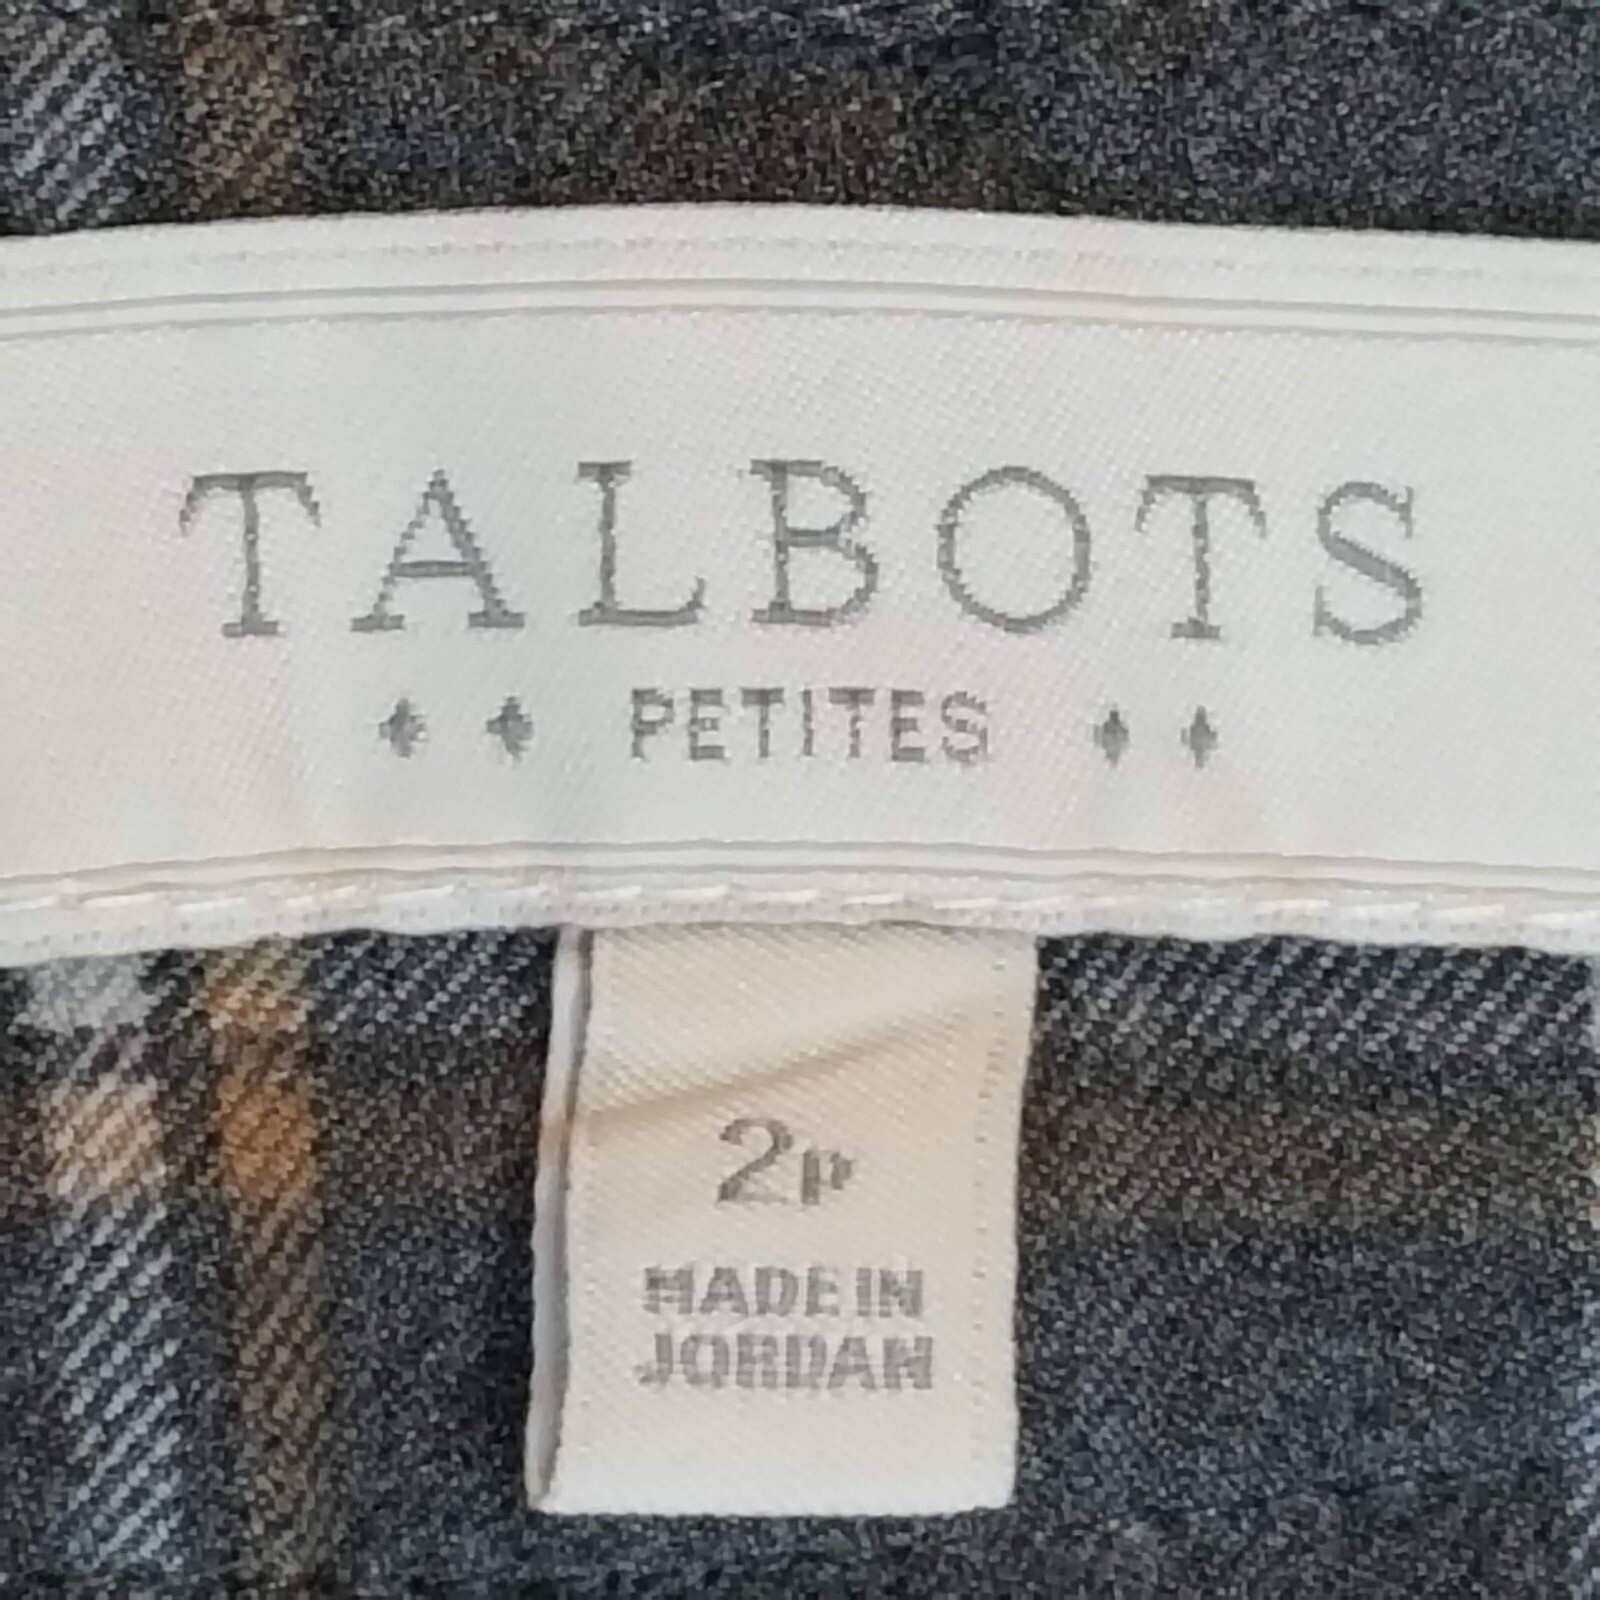 TALBOTS
PETITES
2P
MADE IN
JORDAN